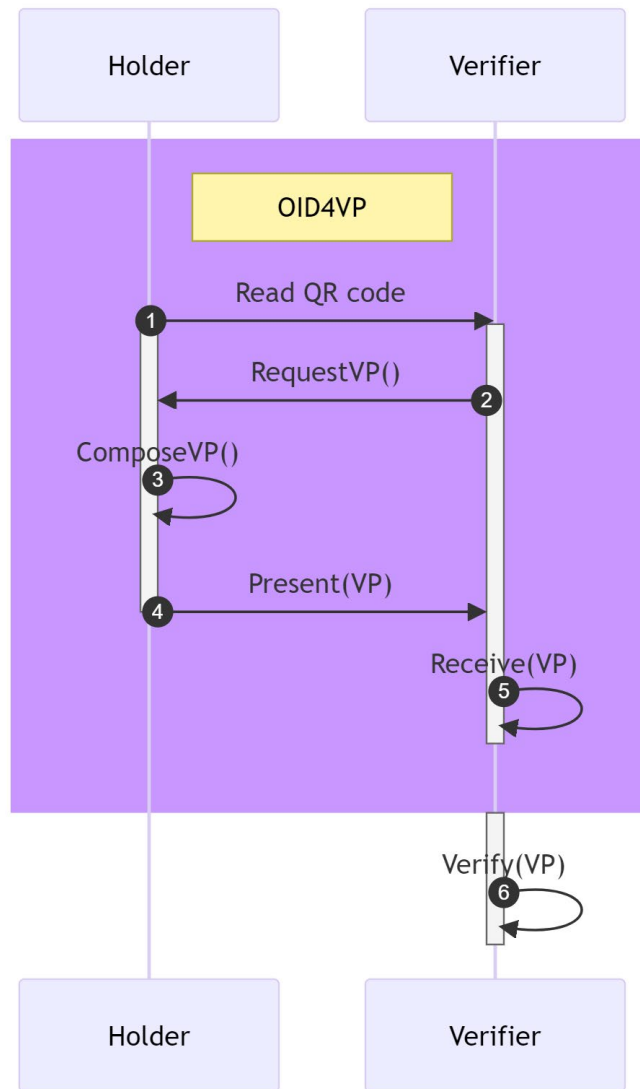 Holder
Verifier
OID4VP
Read QR code
1
RequestVP()
2
ComposeVP()
3
Present(VP)
4
Receive(VP)
5
Verify(VP)
6
Holder
Verifier